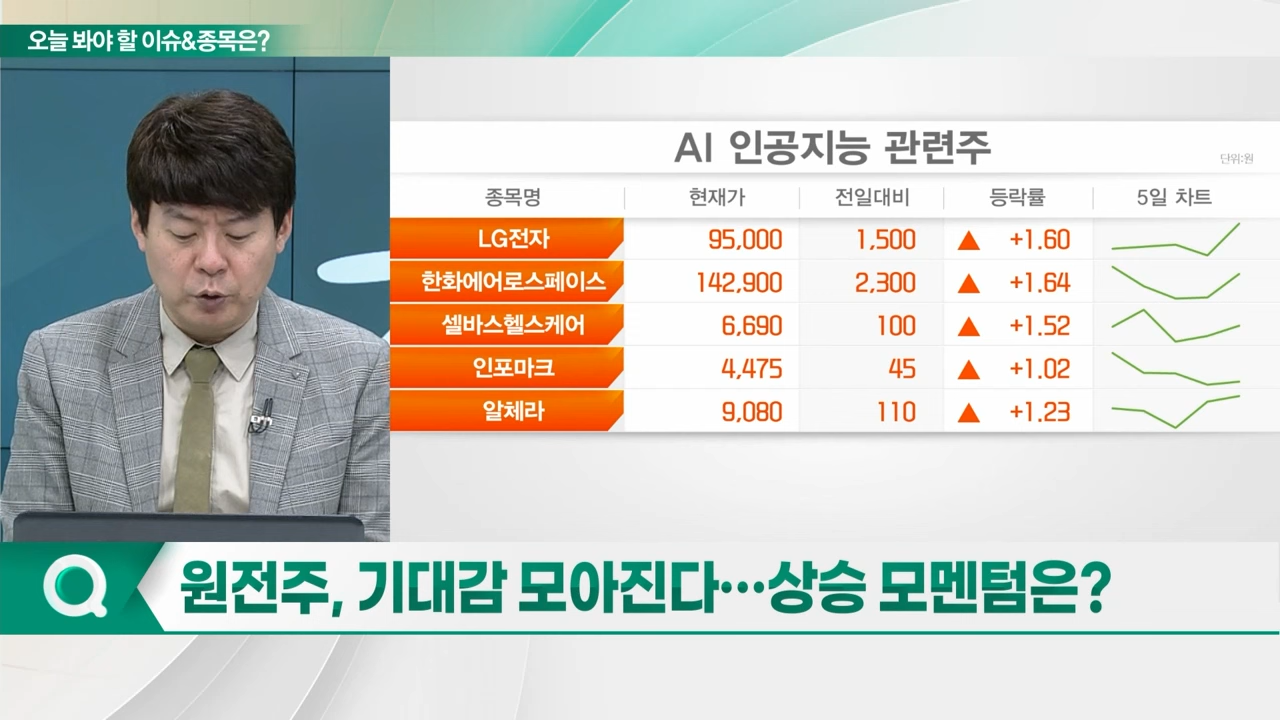 오늘 봐야 할 이슈&종목은?
AI 인공지능 관련주
단위:원
종목명 현재가 전일대비 등락률 5일 차트
LG전자 95,000 1,500 ▲ +1.60
한화에어로스페이스 142,900 2,300 ▲ +1.64
셀바스헬스케어 6,690 100 ▲ +1.52
인포마크 4,475 45 ▲ +1.02
알체라 9,080 110 ▲ +1.23
원전주, 기대감 모아진다…상승 모멘텀은?